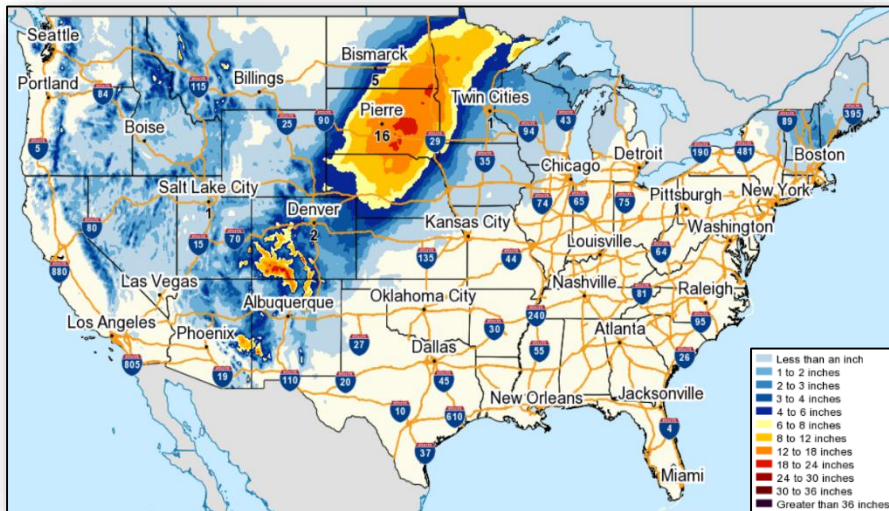 Seattle
Bismarck
5
Portland
84
115
Billings
90
Pierre
16
Twin Cities
1
94
43
89
395
Boise
25
29
5
35
Chicago
Detroit
190
481
Boston
Salt Lake City
1
74
65
75
Pittsburgh
New York
80
15
70
Denver
2
Kansas City
Washington
880
135
44
Louisville
64
Las Vegas
Albuquerque
Oklahoma City
Nashville
81
Raleigh
Los Angeles
Phoenix
27
30
240
Atlanta
95
805
19
110
20
Dallas
45
55
26
10
610
New Orleans
Jacksonville
37
4
Miami
Less than an inch
1 to 2 inches
2 to 3 inches
3 to 4 inches
4 to 6 inches
6 to 8 inches
8 to 12 inches
12 to 18 inches
18 to 24 inches
24 to 30 inches
30 to 36 inches
Greater than 36 inches